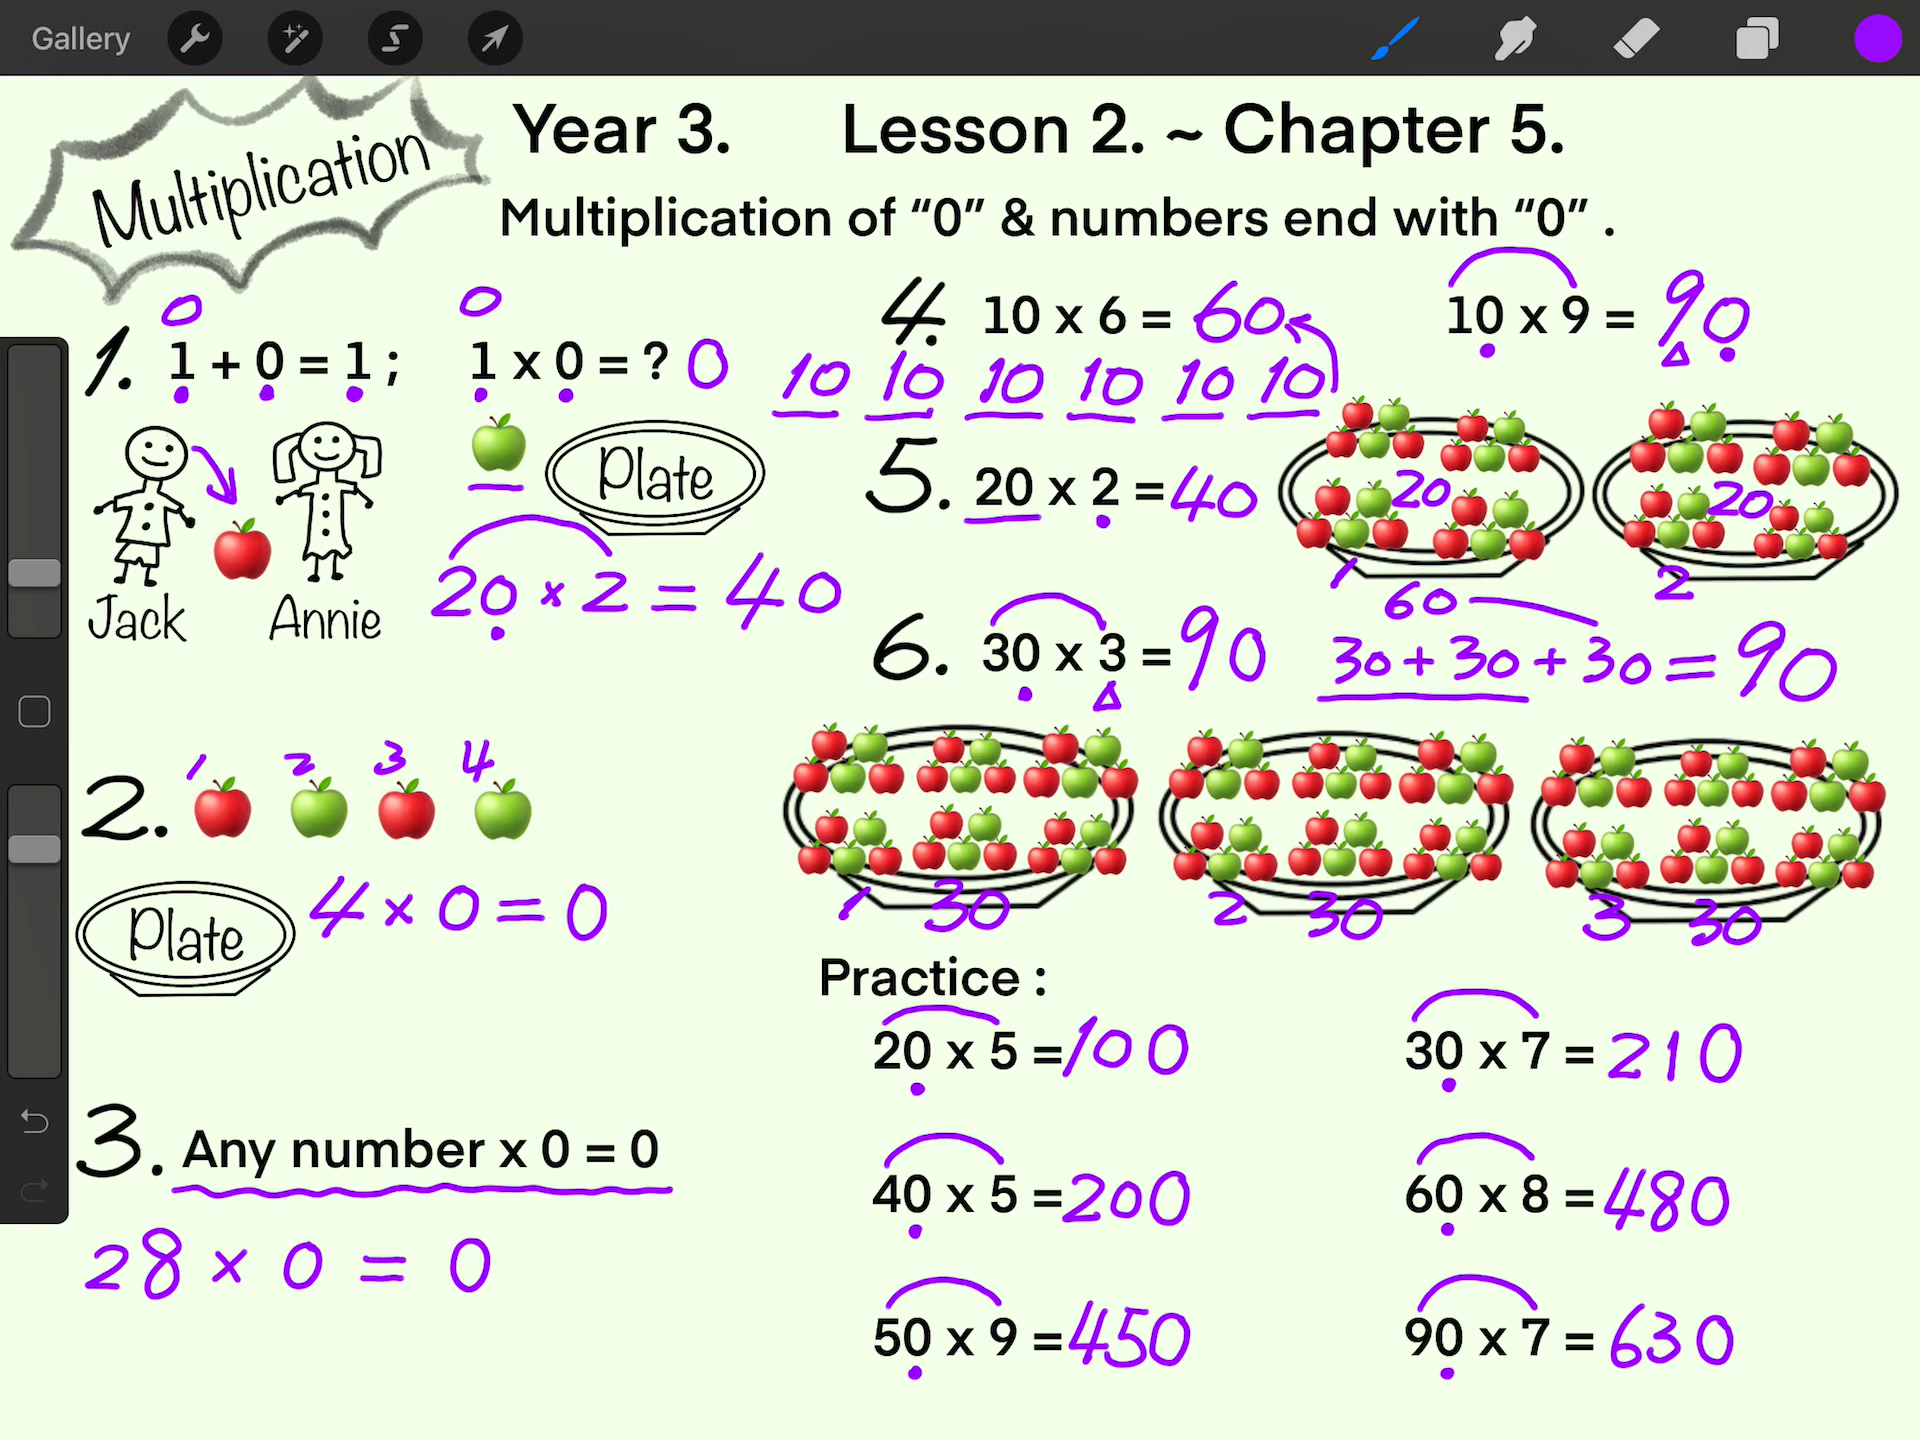 Gallery
Multiplication
Year 3. Lesson 2. ~ Chapter 5.
Multiplication of “0” & numbers end with “0” .
0 0
1. 1 + 0 = 1 ; 1 x 0 = ? 0
Plate
Jack Annie
20 × 2 = 40
1 2 3 4
2.
Plate
4 × 0 = 0
3. Any number x 0 = 0
28 × 0 = 0
4. 10 x 6 = 60 10 x 9 = 90
10 10 10 10 10 10
5. 20 x 2 = 40
20 20
1 2
60
6. 30 x 3 = 90 30 + 30 + 30 = 90
1 30 2 30 3 30
Practice :
20 x 5 = 100 30 x 7 = 210
40 x 5 = 200 60 x 8 = 480
50 x 9 = 450 90 x 7 = 630